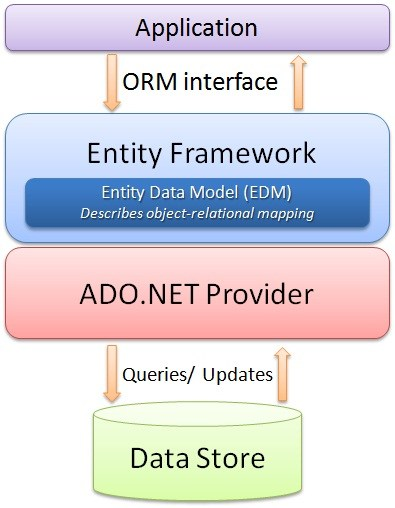 Application
ORM interface
Entity Framework
Entity Data Model (EDM)
Describes object-relational mapping
ADO.NET Provider
Queries/ Updates
Data Store